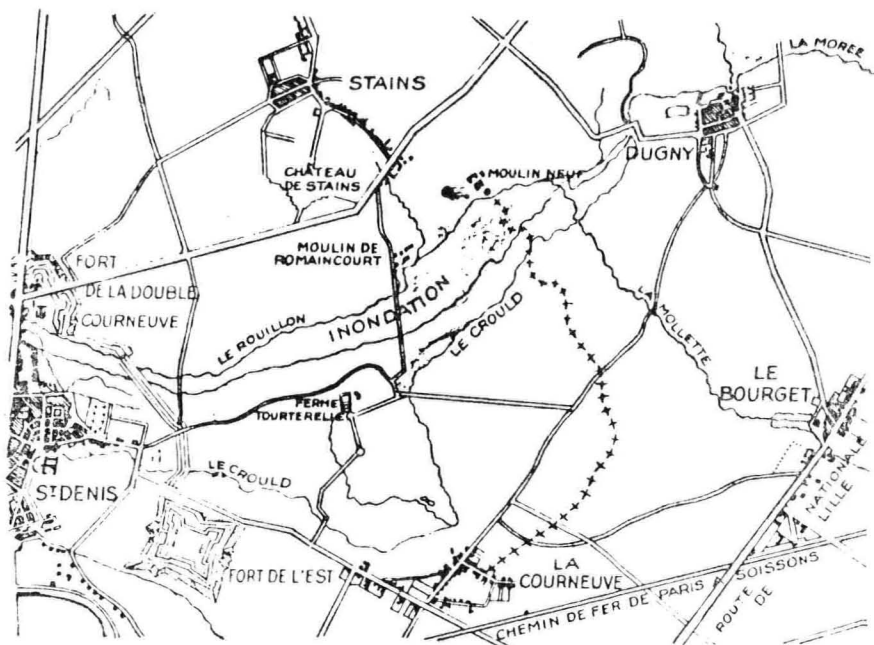 LA MORÉE
STAINS
DUGNY
CHÂTEAU
DE STAINS
MOULIN NEUF
MOULIN DE
ROMAINCOURT
FORT
DE LA DOUBLE
COURNEUVE
INONDATION
LE ROUILLON
LE CROULD
LA MOLLETTE
LE
BOURGET
FERME
TOURTERELLE
LE CROULD
ST DENIS
NATIONALE
LILLE
FORT DE L'EST
LA
COURNEUVE
CHEMIN DE FER DE PARIS A SOISSONS
ROUTE
DE